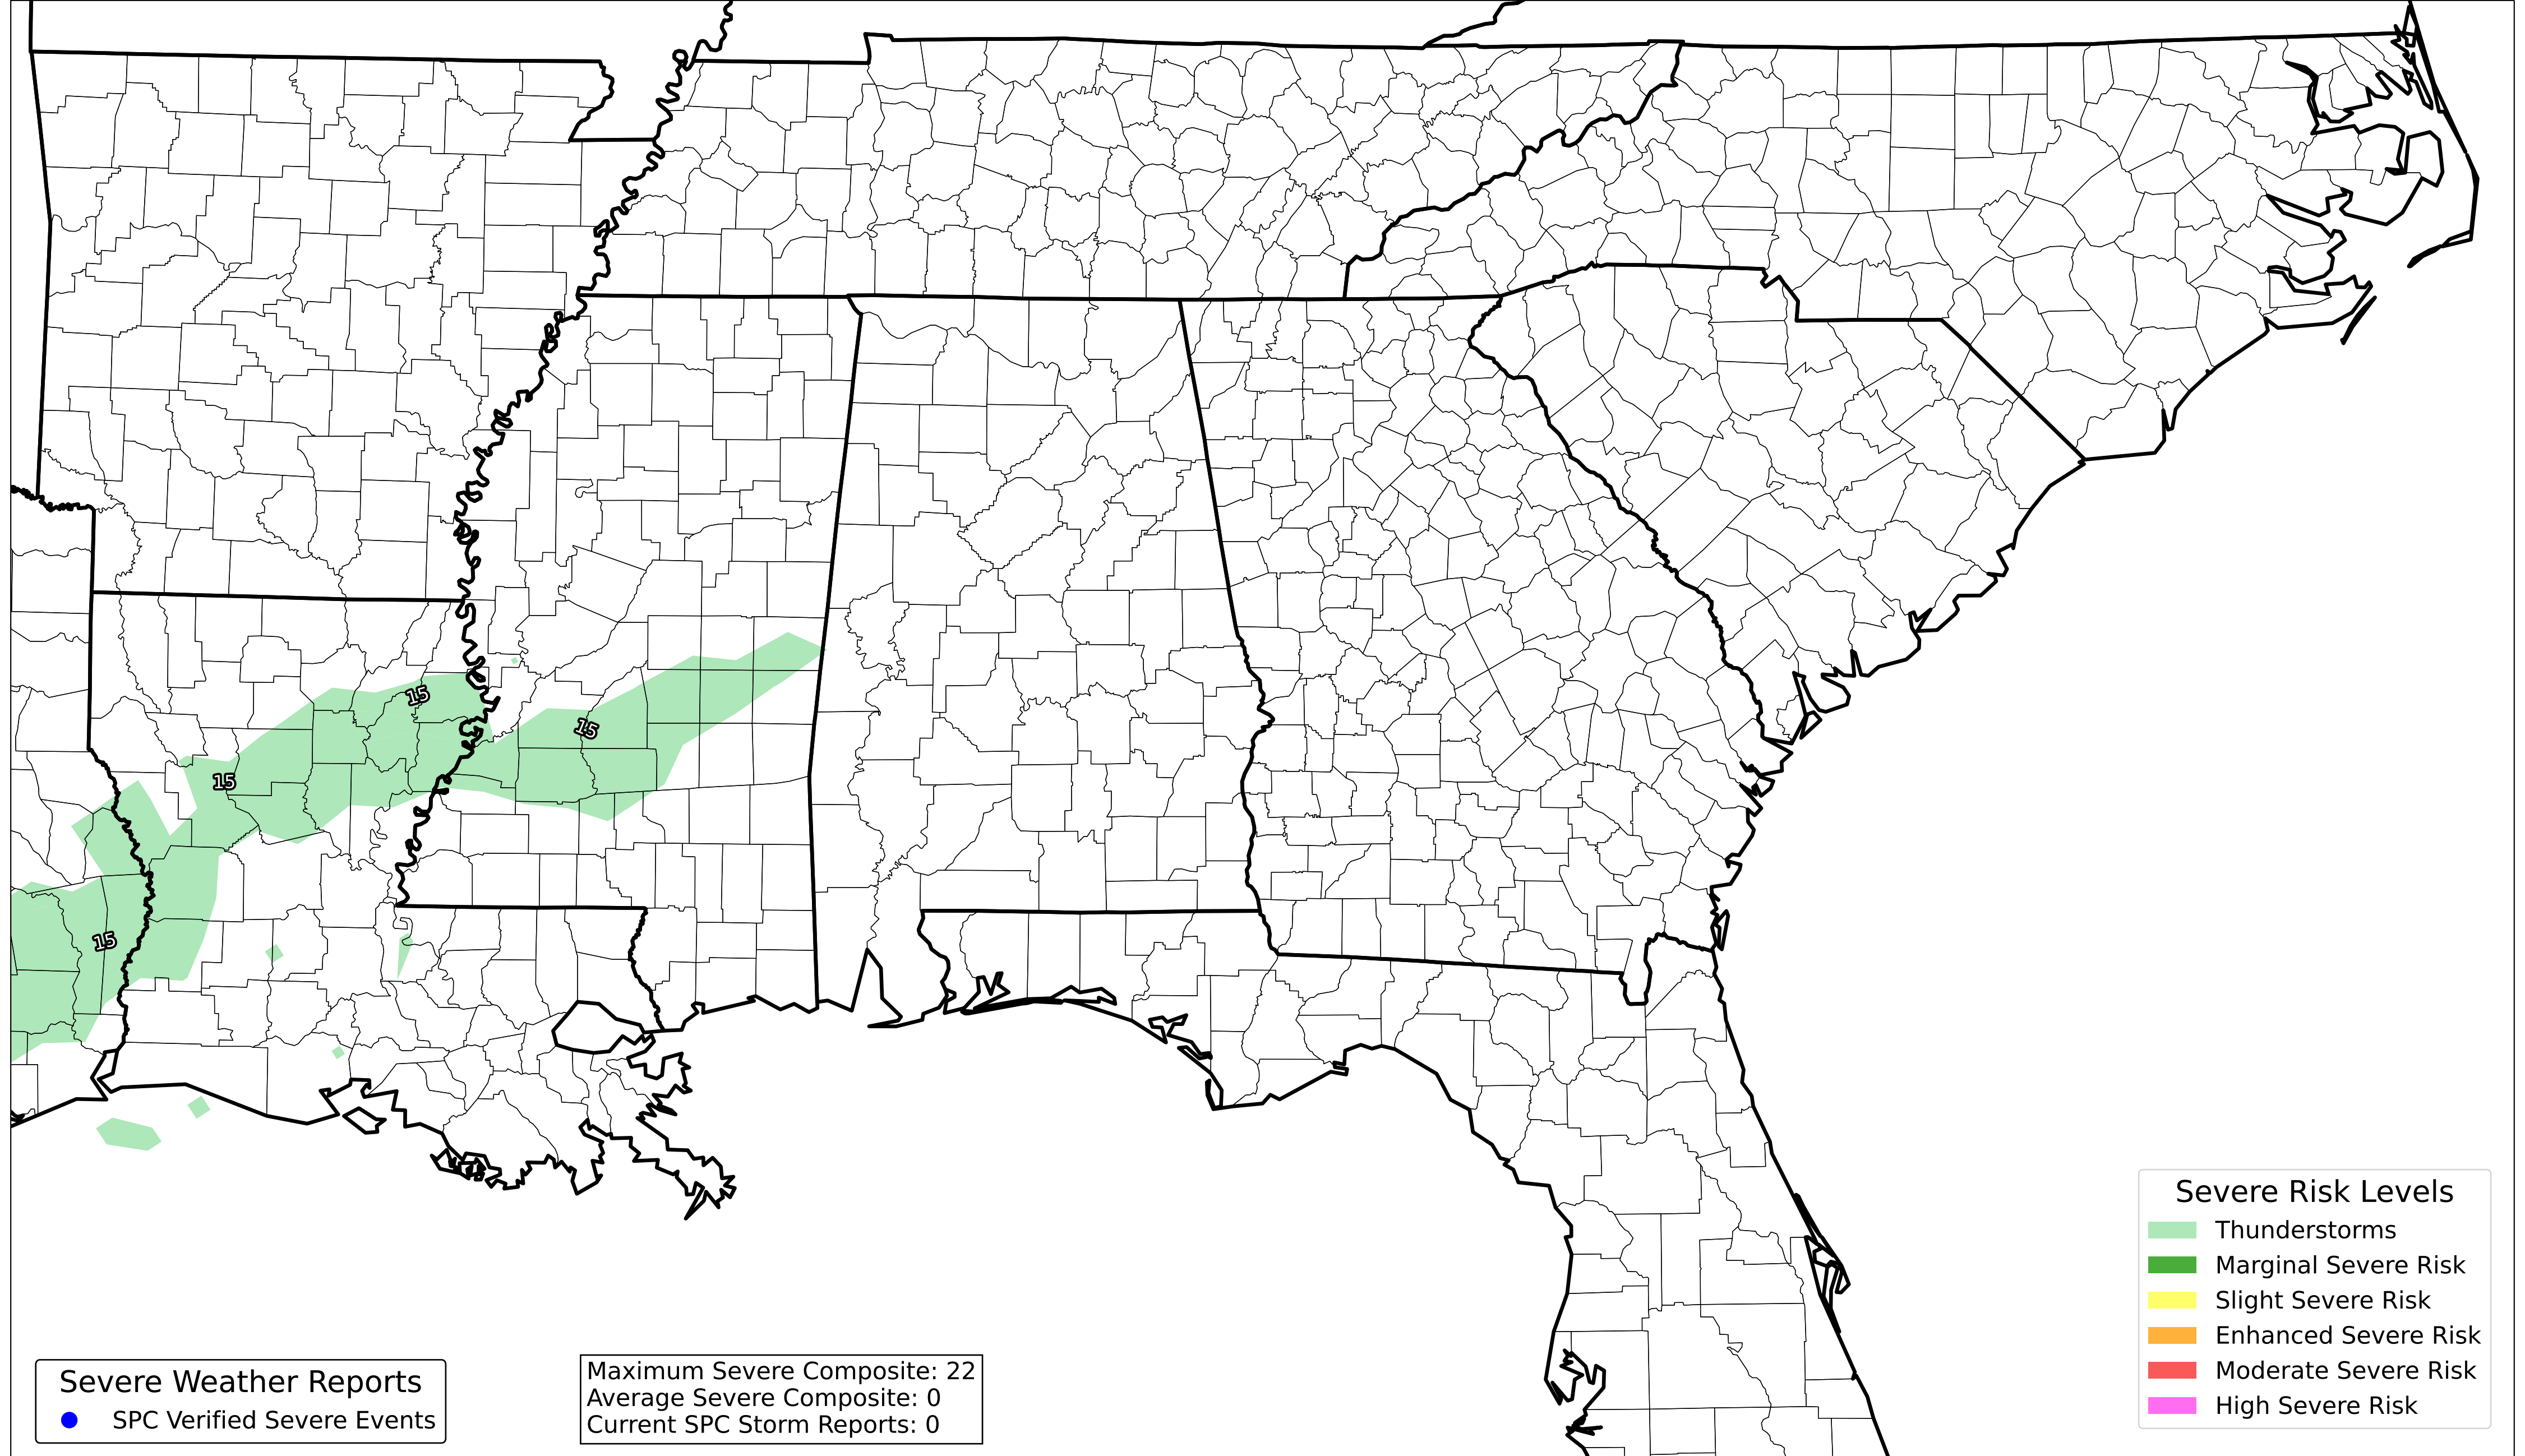 15
15
15
15
Severe Risk Levels
Thunderstorms
Marginal Severe Risk
Slight Severe Risk
Enhanced Severe Risk
Moderate Severe Risk
High Severe Risk
Severe Weather Reports
SPC Verified Severe Events
Maximum Severe Composite: 22
Average Severe Composite: 0
Current SPC Storm Reports: 0